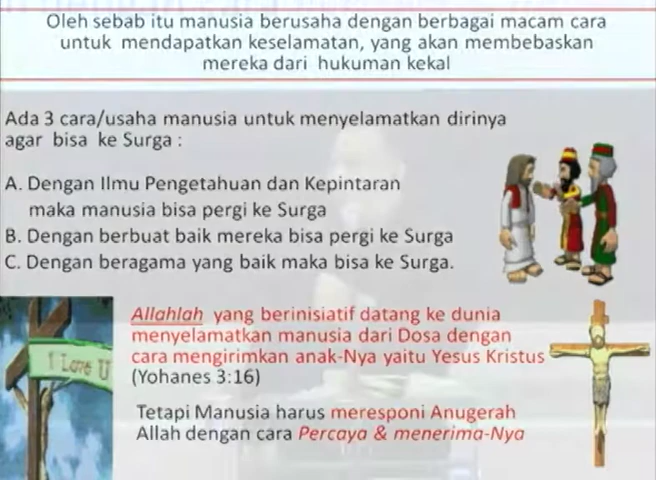 Oleh sebab itu manusia berusaha dengan berbagai macam cara
untuk mendapatkan keselamatan, yang akan membebaskan
mereka dari hukuman kekal
Ada 3 cara/usaha manusia untuk menyelamatkan dirinya
agar bisa ke Surga :
A. Dengan Ilmu Pengetahuan dan Kepintaran
maka manusia bisa pergi ke Surga
B. Dengan berbuat baik mereka bisa pergi ke Surga
C. Dengan beragama yang baik maka bisa ke Surga.
Allahlah yang berinisiatif datang ke dunia
menyelamatkan manusia dari Dosa dengan
cara mengirimkan anak-Nya yaitu Yesus Kristus
(Yohanes 3:16)
I Love U
Tetapi Manusia harus meresponi Anugerah
Allah dengan cara Percaya & menerima-Nya